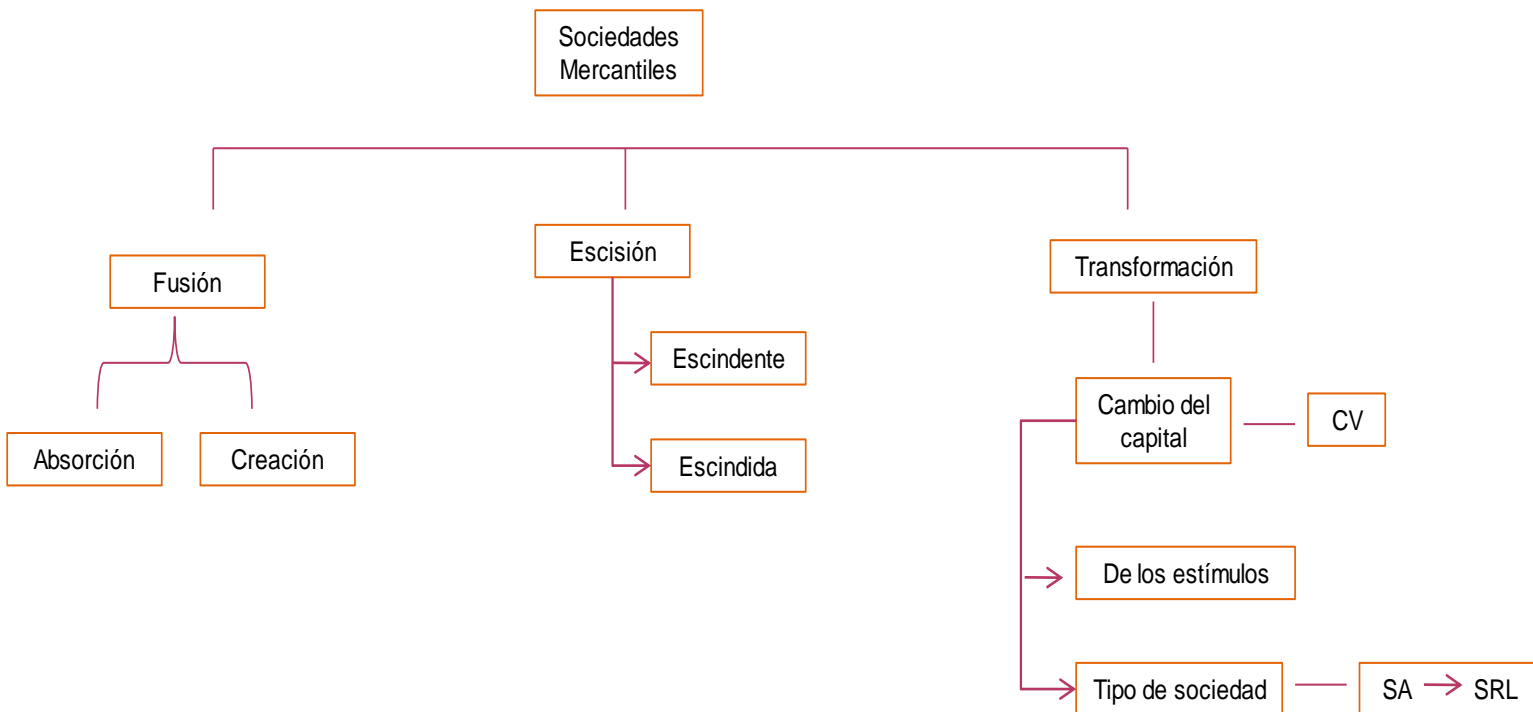 Sociedades
Mercantiles
Fusión
Escisión
Transformación
Absorción
Creación
Escindente
Escindida
Cambio del
capital
CV
De los estímulos
Tipo de sociedad
SA → SRL